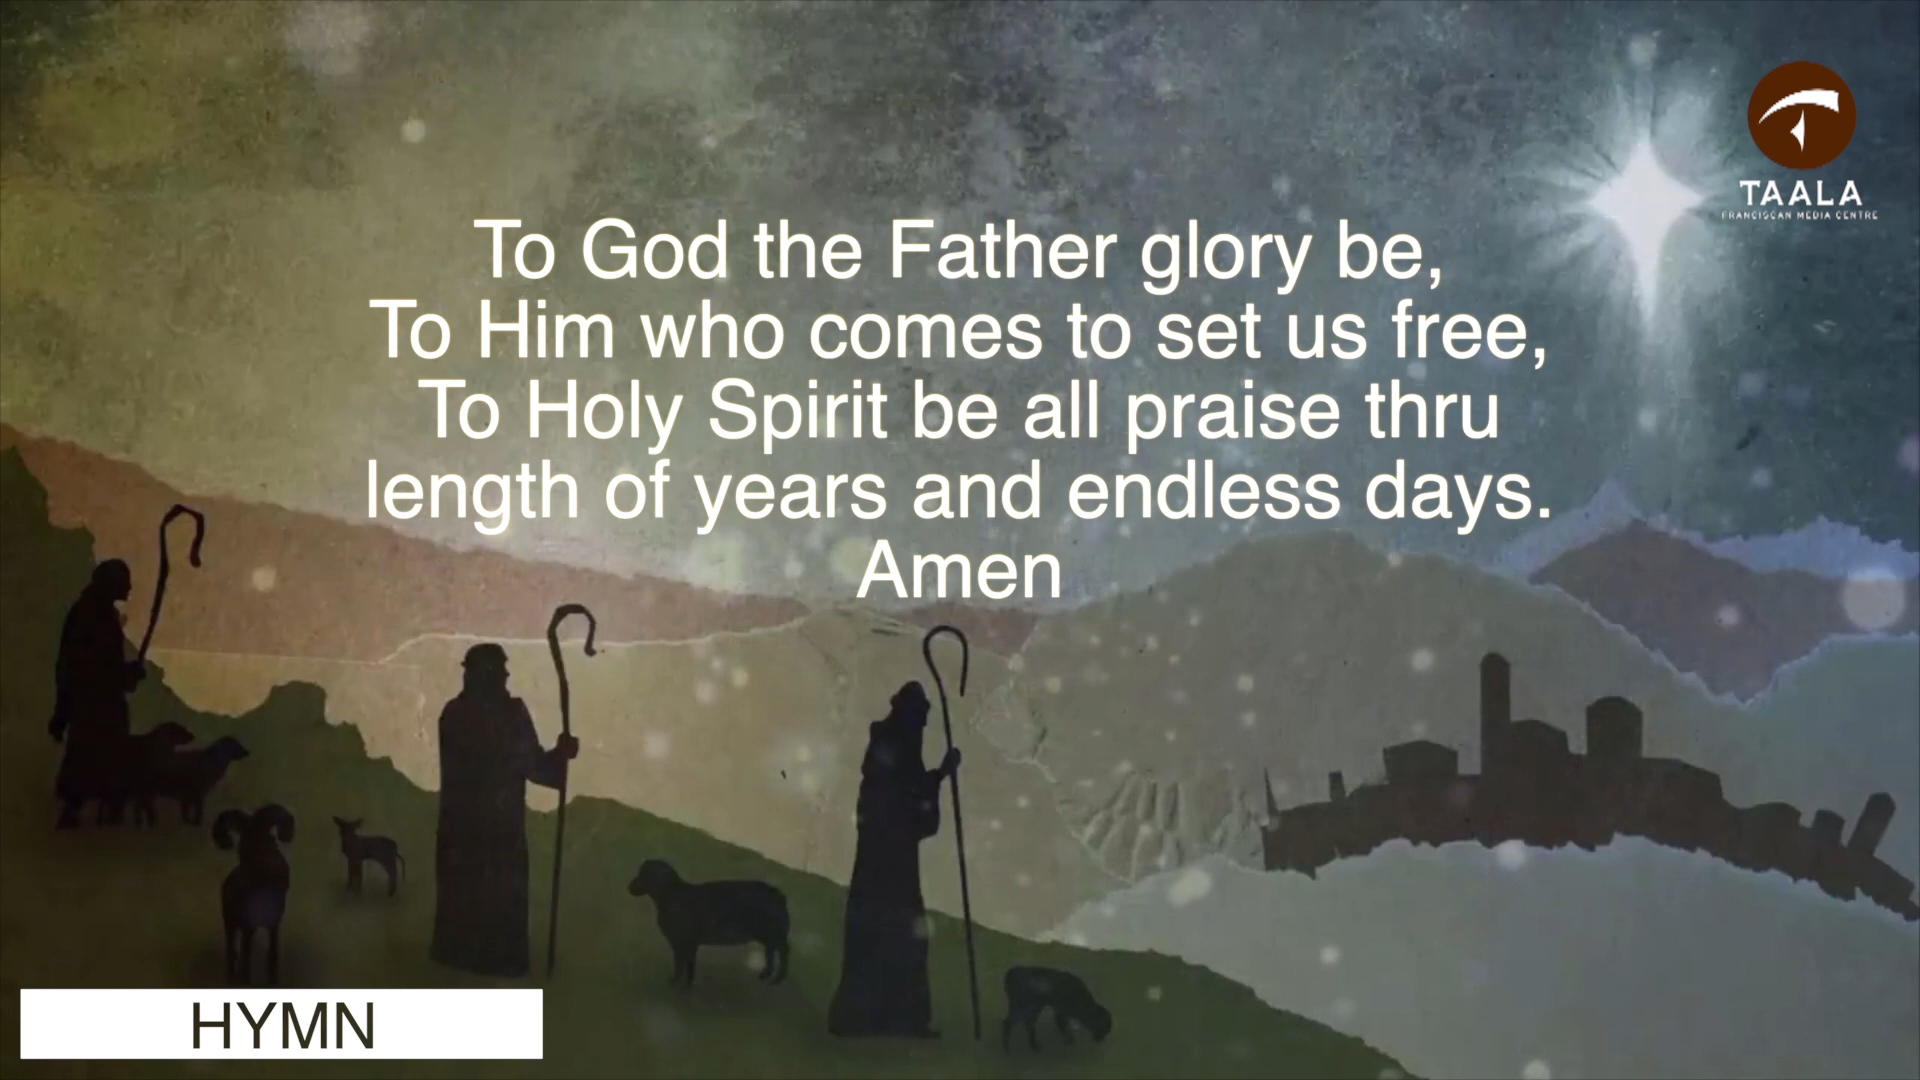 TAALA
FRANCISCAN MEDIA CENTRE
To God the Father glory be,
To Him who comes to set us free,
To Holy Spirit be all praise thru
length of years and endless days.
Amen
HYMN